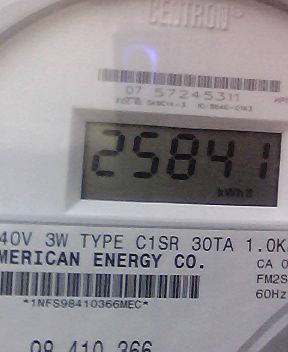 CENTRON
07 57245311
25841
kWh
40V 3W TYPE C1SR 30TA 1.0K
MERICAN ENERGY CO.
CA 0
FM2S
60Hz
*1NFS98410366MEC*
98 410 366